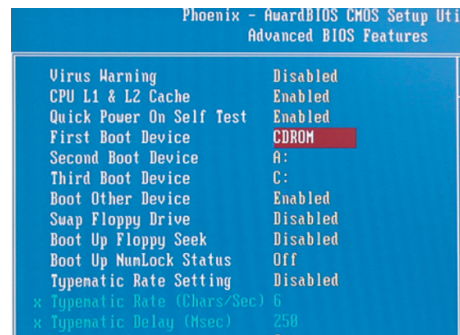 Phoenix - AwardBIOS CMOS Setup Uti
Advanced BIOS Features
Virus Warning Disabled
CPU L1 & L2 Cache Enabled
Quick Power On Self Test Enabled
First Boot Device CDROM
Second Boot Device A:
Third Boot Device C:
Boot Other Device Enabled
Swap Floppy Drive Disabled
Boot Up Floppy Seek Disabled
Boot Up NumLock Status Off
Typematic Rate Setting Disabled
x Typematic Rate (Chars/Sec) 6
x Typematic Delay (Msec) 250